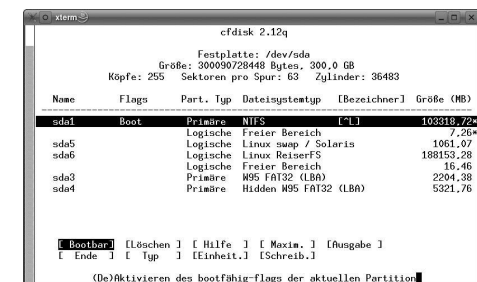 xterm
cfdisk 2.12q
Festplatte: /dev/sda
Größe: 300090728448 Bytes, 300,0 GB
Köpfe: 255 Sektoren pro Spur: 63 Zylinder: 36483
Name Flags Part. Typ Dateisystemtyp [Bezeichner] Größe (MB)
sda1 Boot Primäre NTFS [^L] 103318,72*
Logische Freier Bereich 7,26*
sda5 Logische Linux swap / Solaris 1061,07
sda6 Logische Linux ReiserFS 188153,28
Logische Freier Bereich 16,46
sda3 Primäre W95 FAT32 (LBA) 2204,38
sda4 Primäre Hidden W95 FAT32 (LBA) 5321,76
[ Bootbar] [Löschen ] [ Hilfe ] [ Maxim. ] [Ausgabe ]
[ Ende ] [ Typ ] [Einheit.] [Schreib.]
(De)Aktivieren des bootfähig-flags der aktuellen Partition